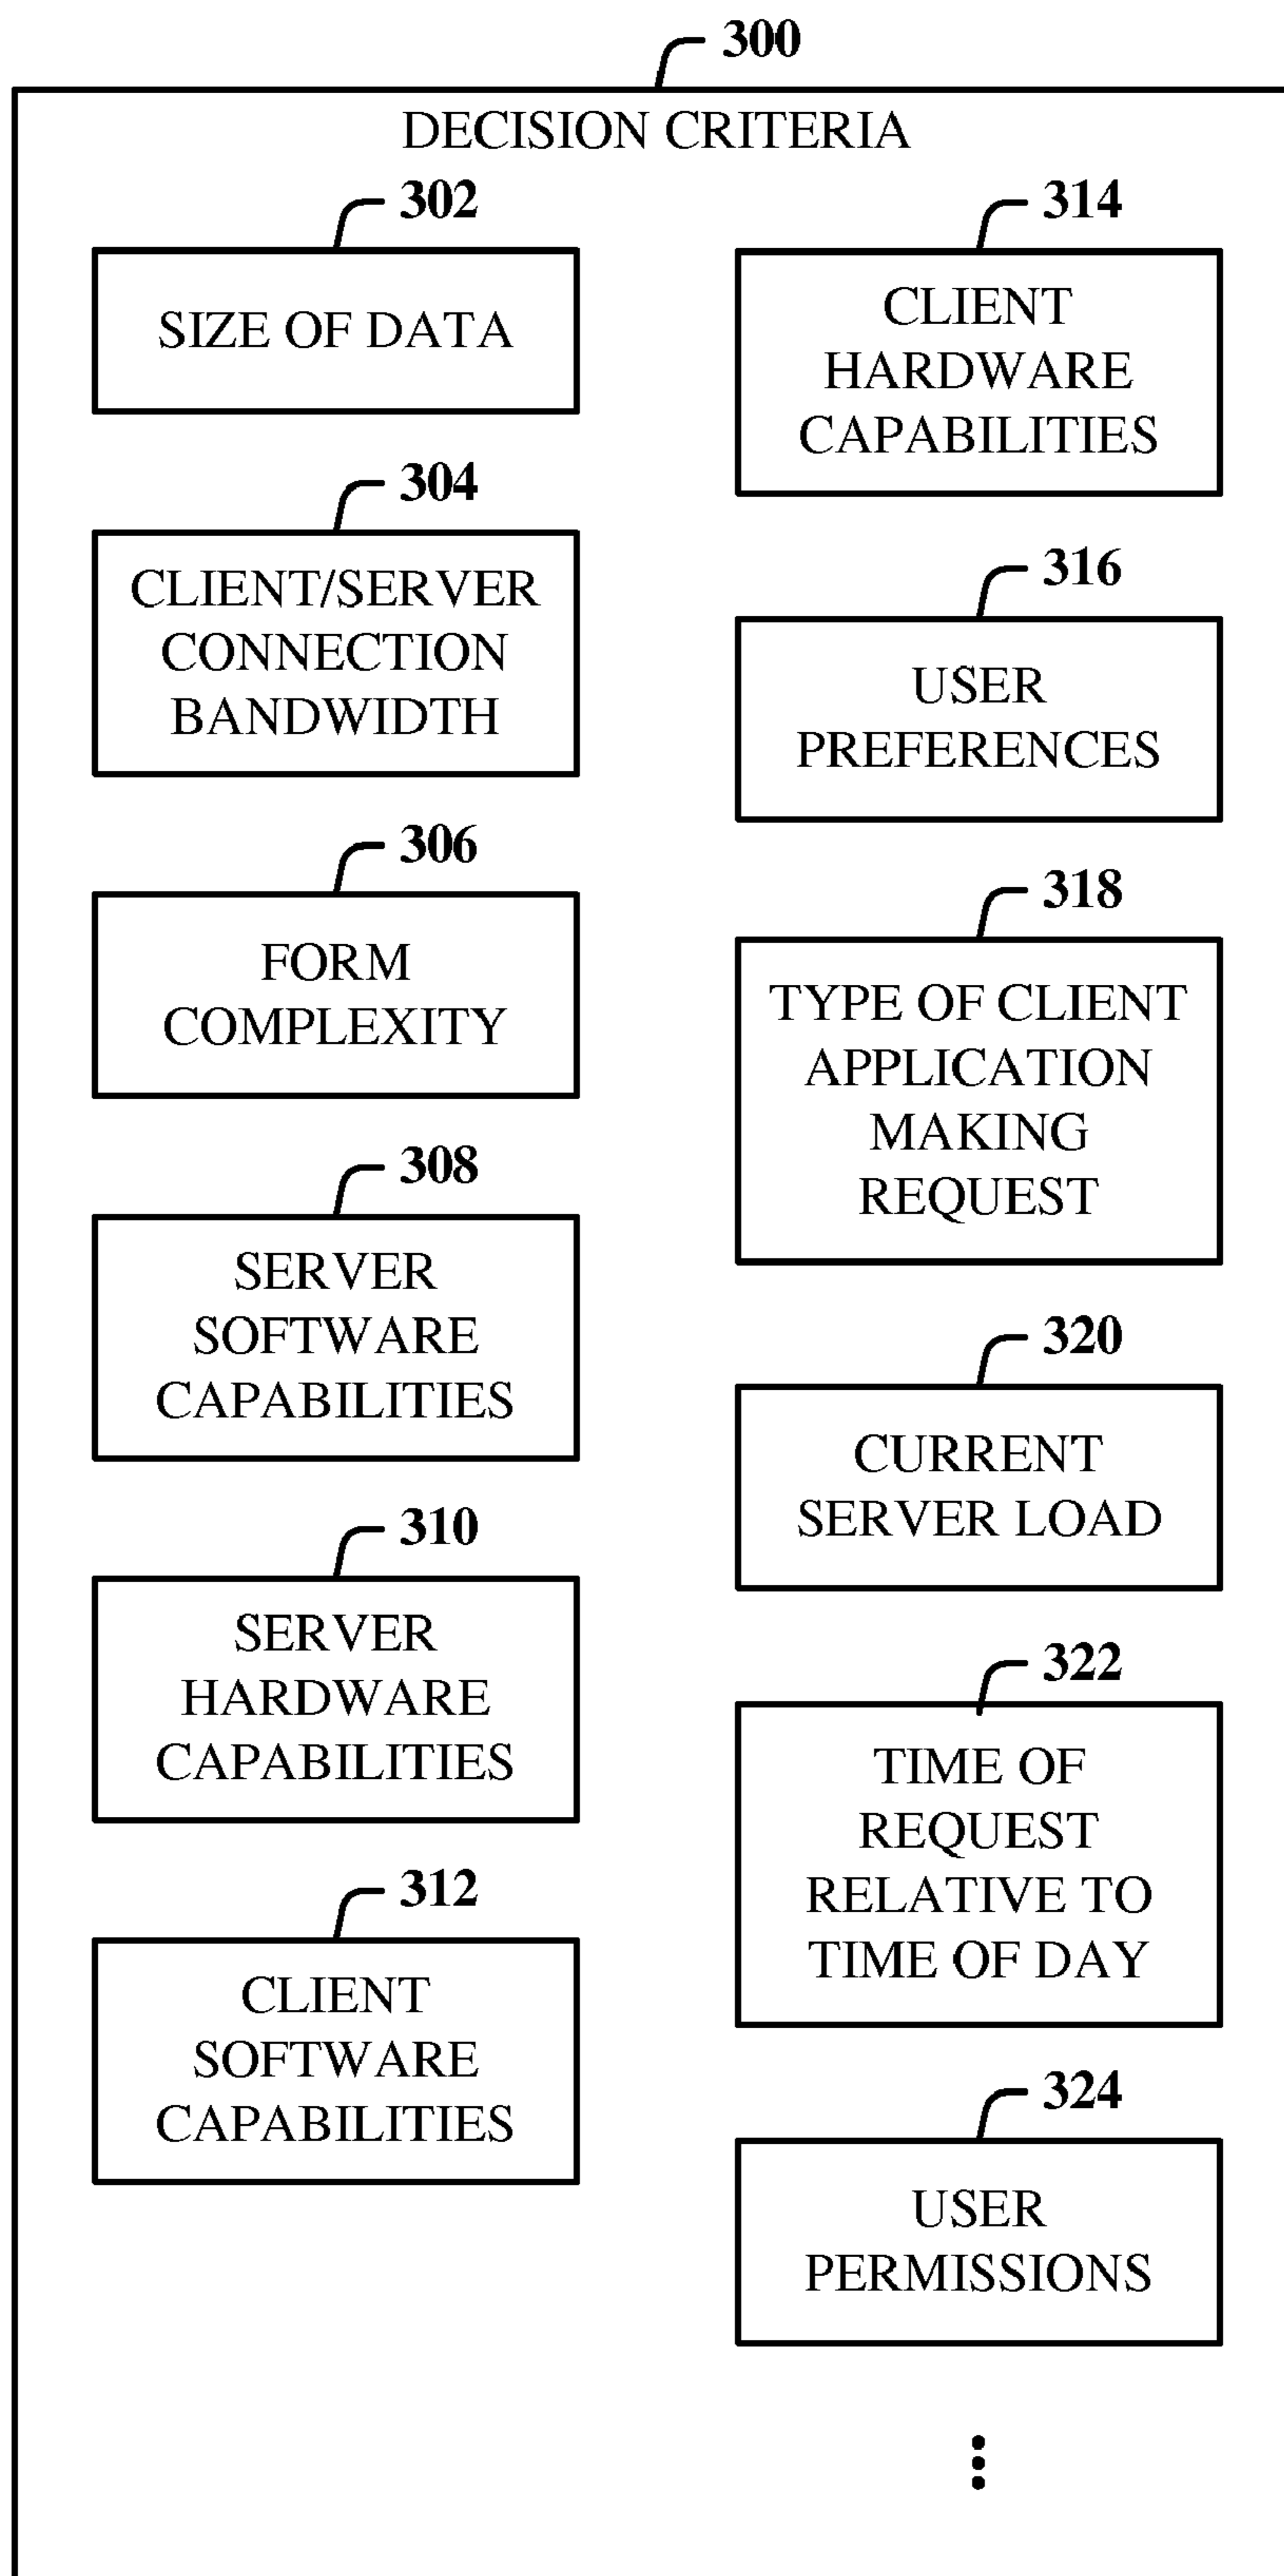 300
DECISION CRITERIA
302
SIZE OF DATA
304
CLIENT/SERVER
CONNECTION
BANDWIDTH
306
FORM
COMPLEXITY
308
SERVER
SOFTWARE
CAPABILITIES
310
SERVER
HARDWARE
CAPABILITIES
312
CLIENT
SOFTWARE
CAPABILITIES
314
CLIENT
HARDWARE
CAPABILITIES
316
USER
PREFERENCES
318
TYPE OF CLIENT
APPLICATION
MAKING
REQUEST
320
CURRENT
SERVER LOAD
322
TIME OF
REQUEST
RELATIVE TO
TIME OF DAY
324
USER
PERMISSIONS